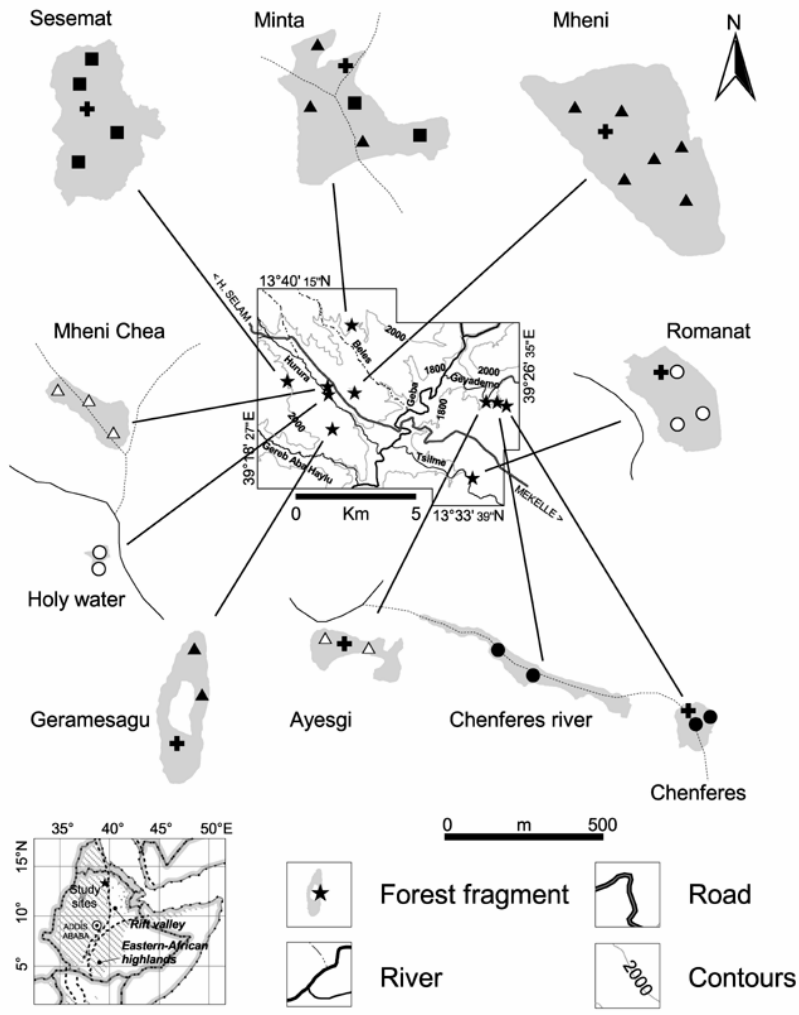 Sesemat
Minta
Mheni
N
13°40' 15"N
< H. SELAM
2000
Beles
Mheni Chea
Romanat
Hurura
1800
2000
Geba
Geyademo
1800
39°26' 35"E
39°18' 27"E
2000
Gereb Aba Haylu
Tsilme
MEKELLE >
0 Km 5
13°33' 39"N
Holy water
Geramesagu
Ayesgi
Chenferes river
Chenferes
0 m 500
35° 40° 45° 50°E
15°N
10°
5°
Study
sites
ADDIS
ABABA
Rift valley
Eastern-African
highlands
Forest fragment
Road
River
2000
Contours